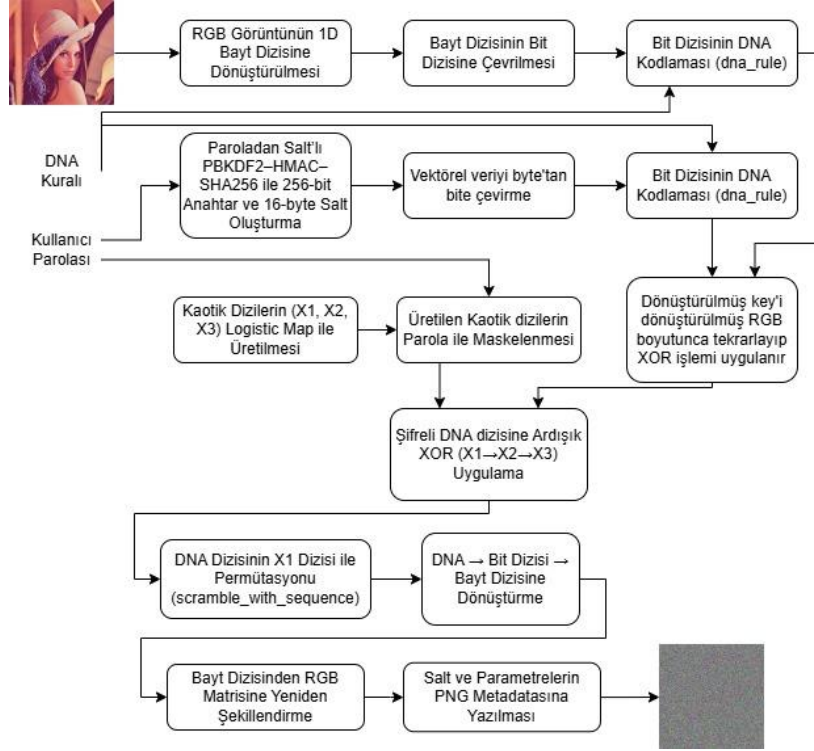 RGB Görüntünün 1D
Bayt Dizisine
Dönüştürülmesi
Bayt Dizisinin Bit
Dizisine Çevrilmesi
Bit Dizisinin DNA
Kodlaması (dna_rule)
DNA
Kuralı
Paroladan Salt'lı
PBKDF2–HMAC–
SHA256 ile 256-bit
Anahtar ve 16-byte Salt
Oluşturma
Vektörel veriyi byte'tan
bite çevirme
Bit Dizisinin DNA
Kodlaması (dna_rule)
Kullanıcı
Parolası
Kaotik Dizilerin (X1, X2,
X3) Logistic Map ile
Üretilmesi
Üretilen Kaotik dizilerin
Parola ile Maskelenmesi
Dönüştürülmüş key'i
dönüştürülmüş RGB
boyutunca tekrarlayıp
XOR işlemi uygulanır
Şifreli DNA dizisine Ardışık
XOR (X1→X2→X3)
Uygulama
DNA Dizisinin X1 Dizisi ile
Permütasyonu
(scramble_with_sequence)
DNA → Bit Dizisi →
Bayt Dizisine
Dönüştürme
Bayt Dizisinden RGB
Matrisine Yeniden
Şekillendirme
Salt ve Parametrelerin
PNG Metadatasına
Yazılması